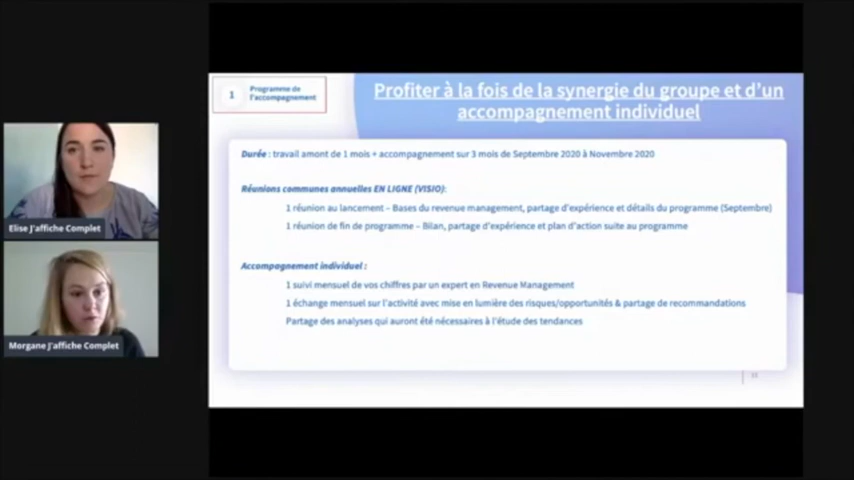 1
Programme de
l'accompagnement
Profiter à la fois de la synergie du groupe et d'un
accompagnement individuel
Durée : travail amont de 1 mois + accompagnement sur 3 mois de Septembre 2020 à Novembre 2020
Réunions communes annuelles EN LIGNE (VISIO):
1 réunion au lancement – Bases du revenue management, partage d'expérience et détails du programme (Septembre)
1 réunion de fin de programme – Bilan, partage d'expérience et plan d'action suite au programme
Accompagnement individuel :
1 suivi mensuel de vos chiffres par un expert en Revenue Management
1 échange mensuel sur l'activité avec mise en lumière des risques/opportunités & partage de recommandations
Partage des analyses qui auront été nécessaires à l'étude des tendances
Elise J'affiche Complet
Morgane J'affiche Complet